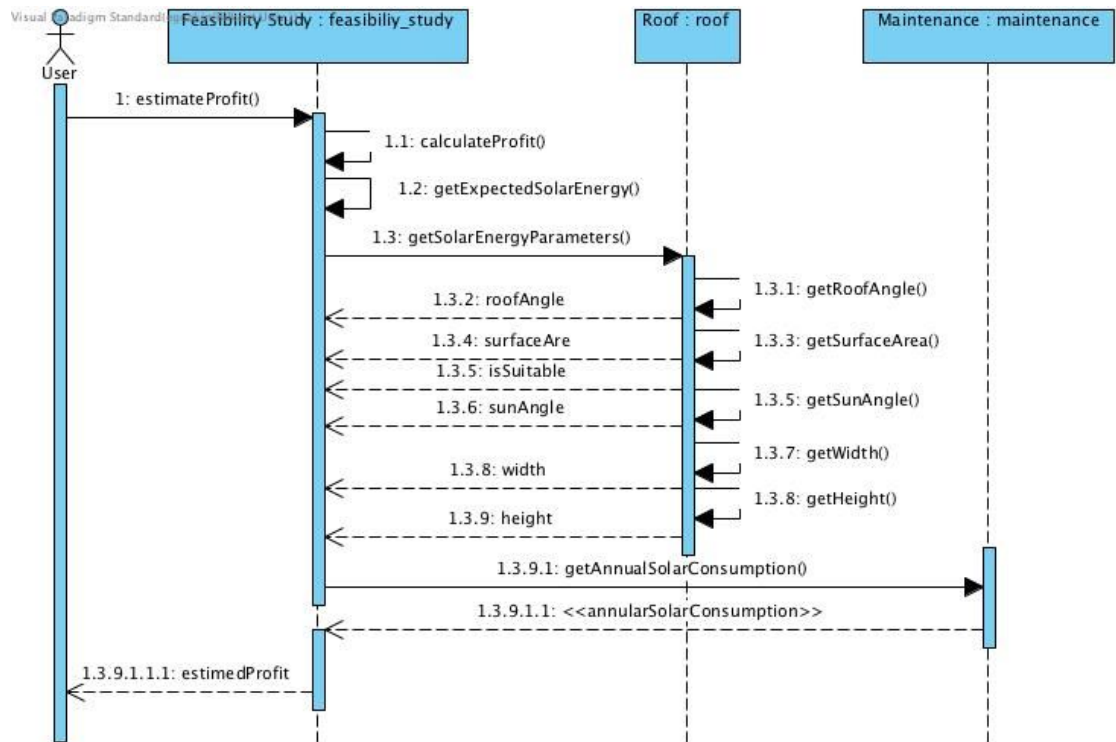 Visual Paradigm Standard(
Feasibility Study : feasibiliy_study
Roof : roof
Maintenance : maintenance
User
1: estimateProfit()
1.1: calculateProfit()
1.2: getExpectedSolarEnergy()
1.3: getSolarEnergyParameters()
1.3.1: getRoofAngle()
1.3.2: roofAngle
1.3.3: getSurfaceArea()
1.3.4: surfaceAre
1.3.5: isSuitable
1.3.5: getSunAngle()
1.3.6: sunAngle
1.3.7: getWidth()
1.3.8: width
1.3.8: getHeight()
1.3.9: height
1.3.9.1: getAnnualSolarConsumption()
1.3.9.1.1: <<annularSolarConsumption>>
1.3.9.1.1.1: estimedProfit